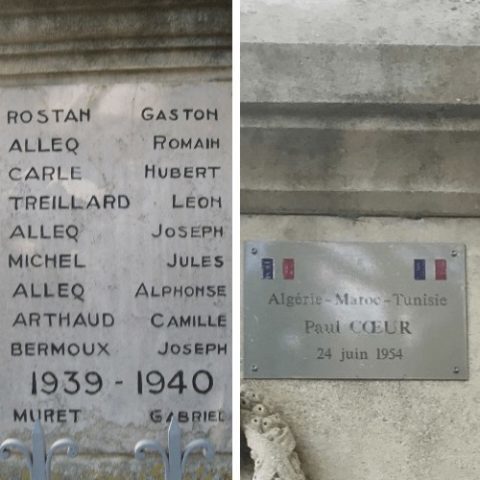 ROSTAN GASTON
ALLEQ ROMAIN
CARLE HUBERT
TREILLARD LEON
ALLEQ JOSEPH
MICHEL JULES
ALLEQ ALPHONSE
ARTHAUD CAMILLE
BERMOUX JOSEPH
1939 - 1940
MURET GABRIEL
Algérie-Maroc-Tunisie
Paul CŒUR
24 juin 1954